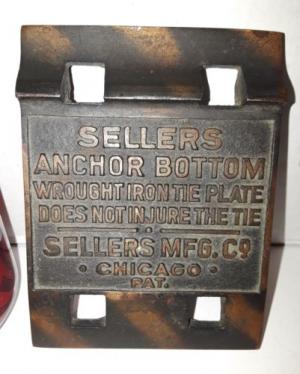 SELLERS
ANCHOR BOTTOM
WROUGHT IRON TIE PLATE
DOES NOT INJURE THE TIE
SELLERS MFG. Co.
· CHICAGO ·
PAT.